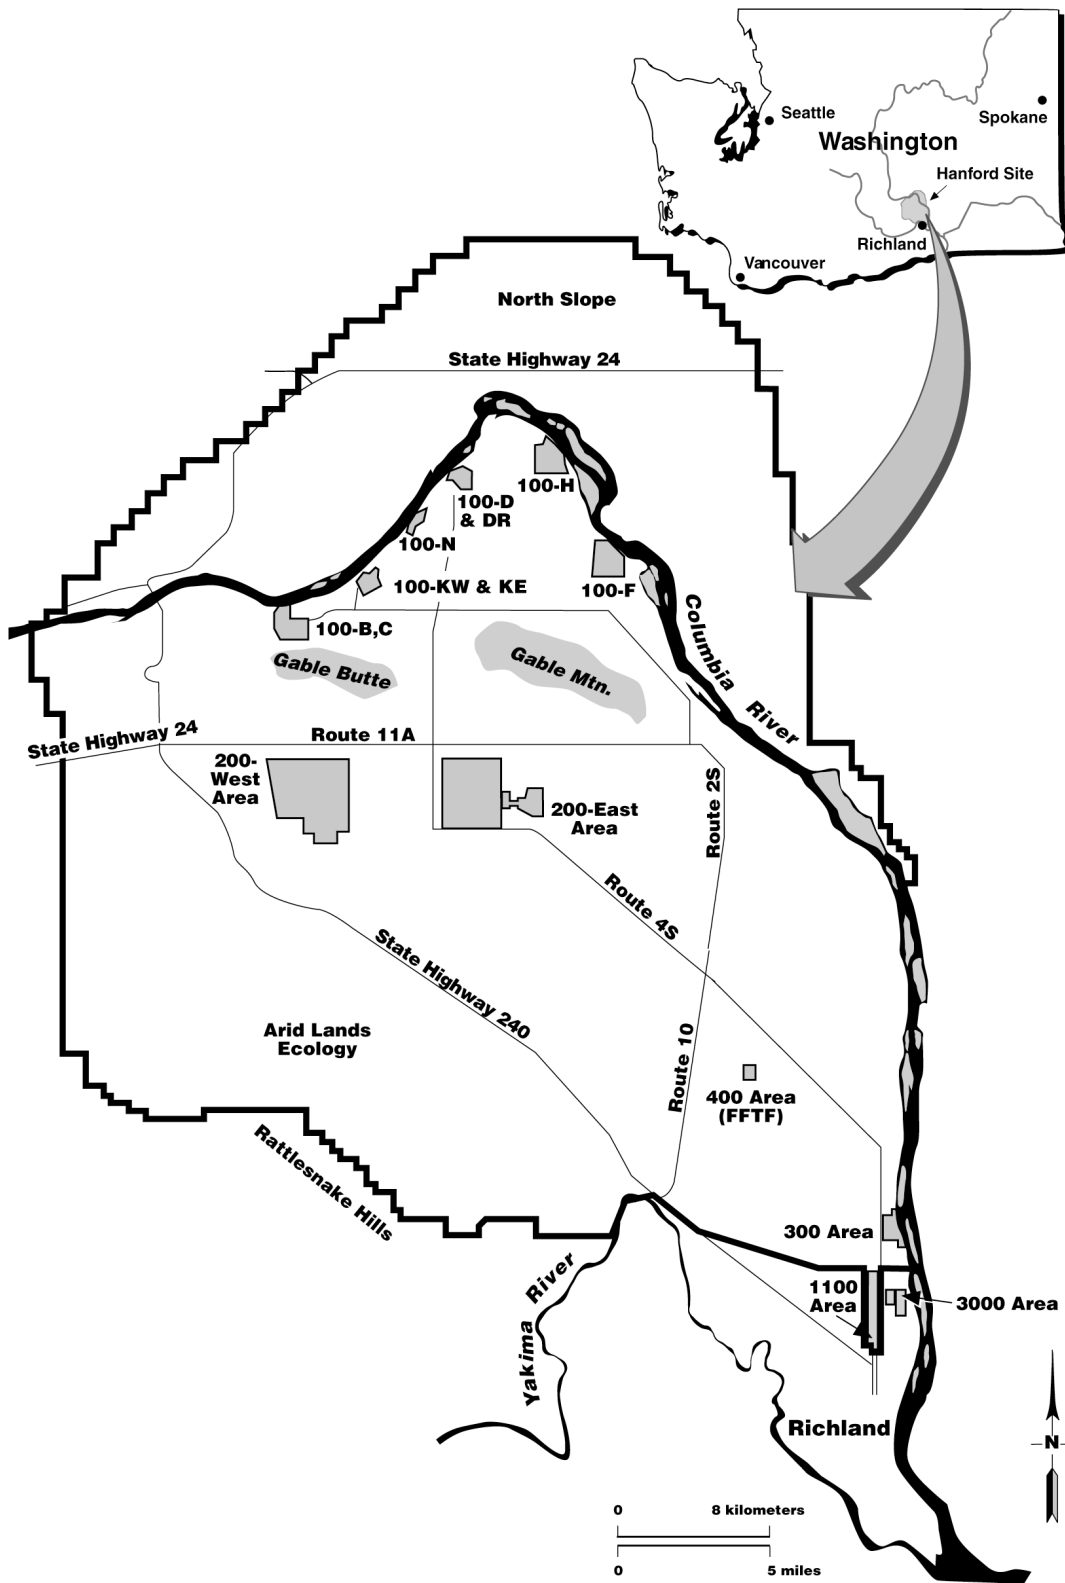 Seattle
Spokane
Washington
Hanford Site
Richland
Vancouver
North Slope
State Highway 24
100-H
100-D
& DR
100-N
100-KW & KE
100-F
100-B,C
Columbia River
Gable Butte
Gable Mtn.
State Highway 24
Route 11A
200-
West
Area
200-East
Area
Route 2S
Route 4S
State Highway 240
Arid Lands
Ecology
Route 10
400 Area
(FFTF)
Rattlesnake Hills
300 Area
Yakima River
1100
Area
3000 Area
Richland
N
0 8 kilometers
0 5 miles